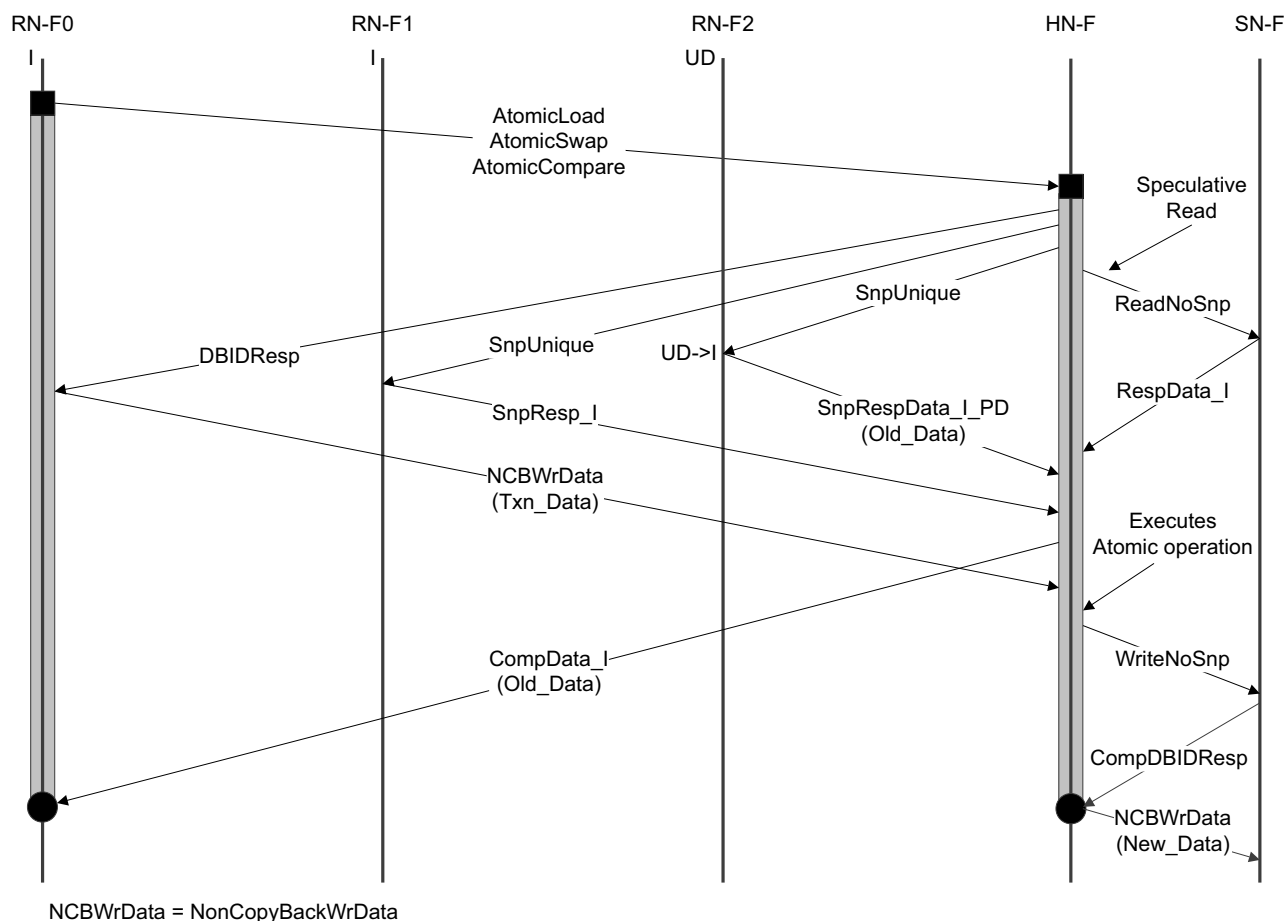 RN-F0
RN-F1
RN-F2
HN-F
SN-F
I
I
UD
AtomicLoad
AtomicSwap
AtomicCompare
Speculative
Read
SnpUnique
ReadNoSnp
SnpUnique
DBIDResp
UD->I
RespData_I
SnpResp_I
SnpRespData_I_PD
(Old_Data)
NCBWrData
(Txn_Data)
Executes
Atomic operation
CompData_I
(Old_Data)
WriteNoSnp
CompDBIDResp
NCBWrData
(New_Data)
NCBWrData = NonCopyBackWrData